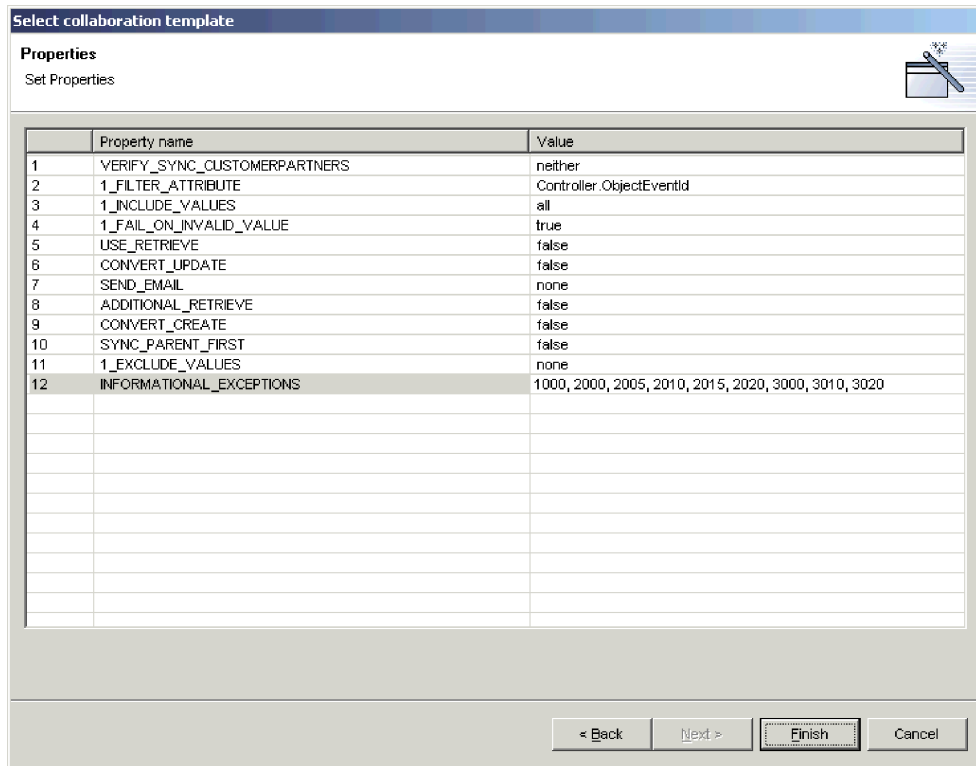 Select collaboration template
Properties
Set Properties
Property name Value
1 VERIFY_SYNC_CUSTOMERPARTNERS neither
2 1_FILTER_ATTRIBUTE Controller.ObjectEventId
3 1_INCLUDE_VALUES all
4 1_FAIL_ON_INVALID_VALUE true
5 USE_RETRIEVE false
6 CONVERT_UPDATE false
7 SEND_EMAIL none
8 ADDITIONAL_RETRIEVE false
9 CONVERT_CREATE false
10 SYNC_PARENT_FIRST false
11 1_EXCLUDE_VALUES none
12 INFORMATIONAL_EXCEPTIONS 1000, 2000, 2005, 2010, 2015, 2020, 3000, 3010, 3020
< Back Next > Finish Cancel